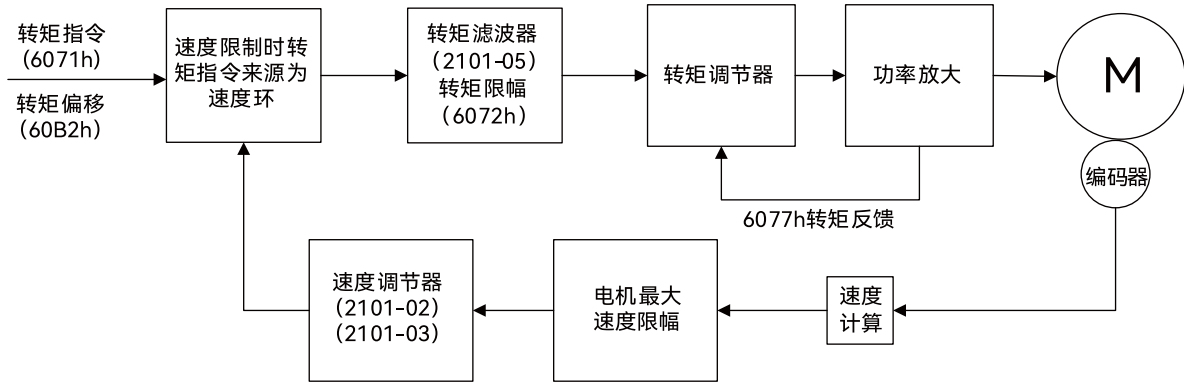 转矩指令
(6071h)
转矩偏移
(60B2h)
速度限制时转
矩指令来源为
速度环
转矩滤波器
(2101-05)
转矩限幅
(6072h)
转矩调节器
功率放大
M
编码器
6077h转矩反馈
速度调节器
(2101-02)
(2101-03)
电机最大
速度限幅
速度
计算